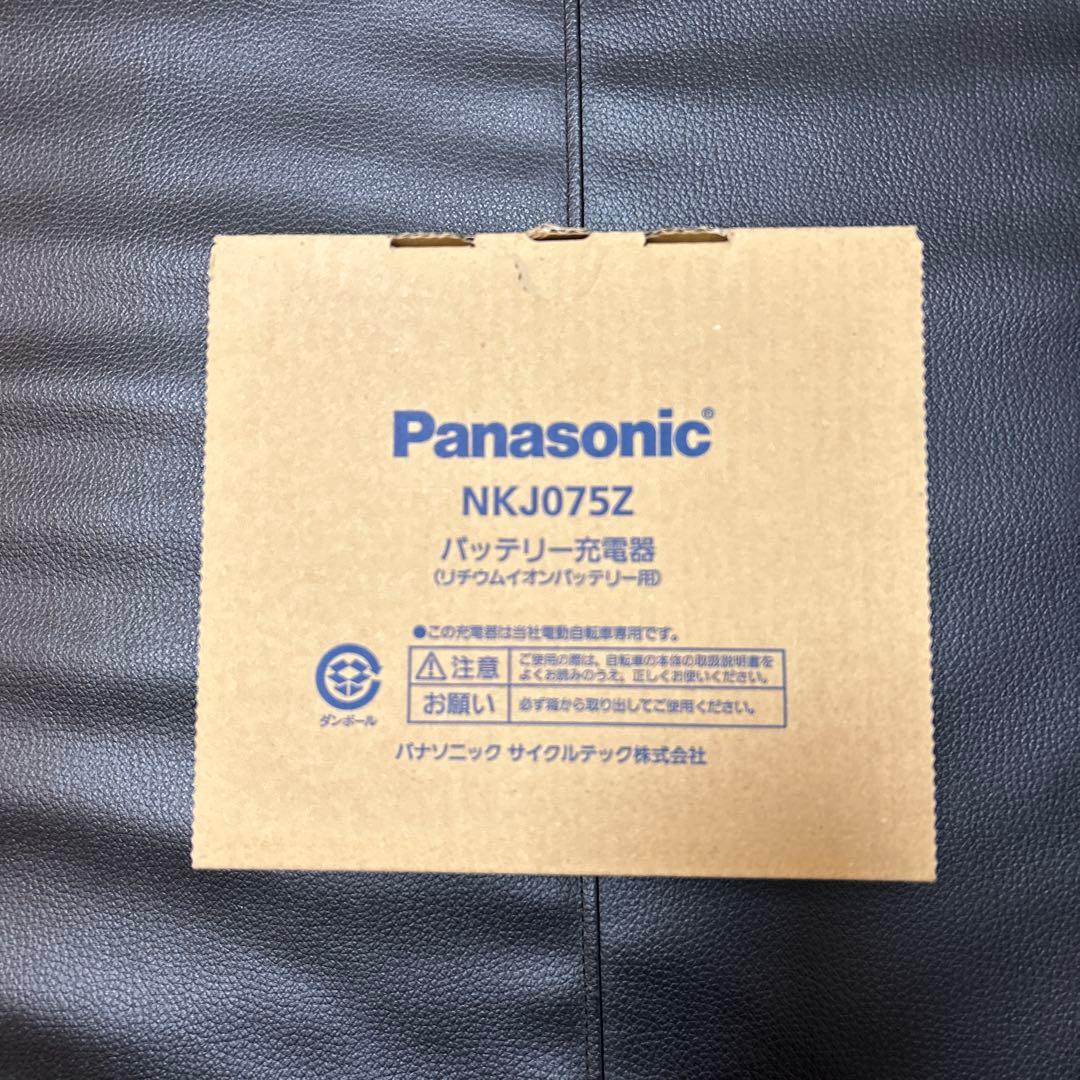 Panasonic®
NKJ075Z
バッテリー充電器
(リチウムイオンバッテリー用)
●この充電器は当社電動自転車専用です。
注意 ご使用の際は、自転車の本体の取扱説明書を
よくお読みのうえ、正しくお使いください。
お願い 必ず箱から取り出してご使用ください。
ダンボール
パナソニック サイクルテック株式会社